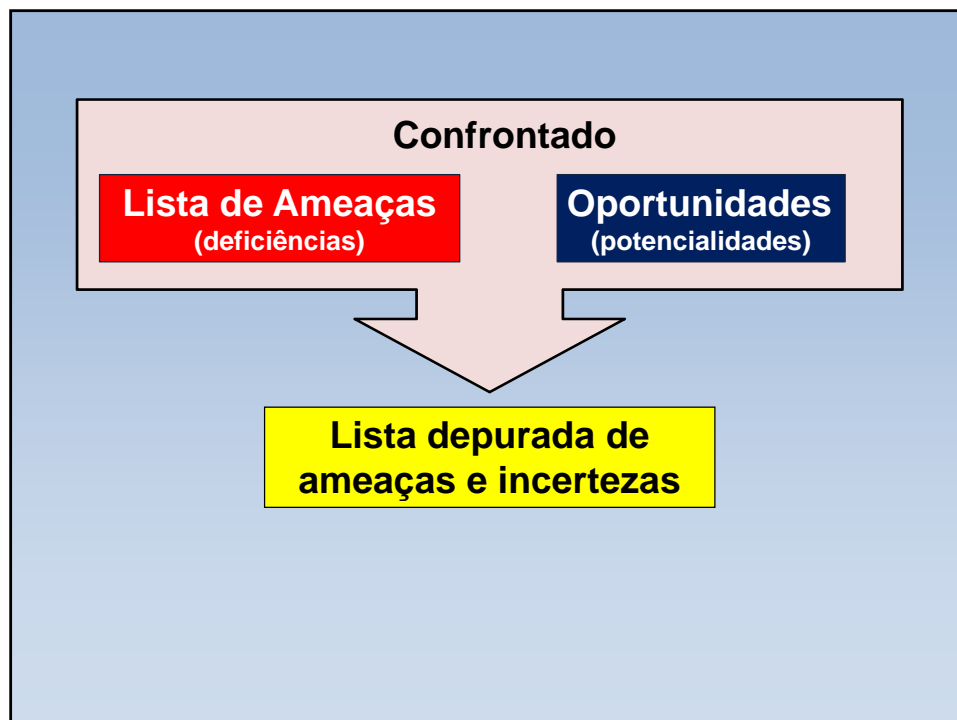 Confrontado
Lista de Ameaças
(deficiências)
Oportunidades
(potencialidades)
Lista depurada de
ameaças e incertezas